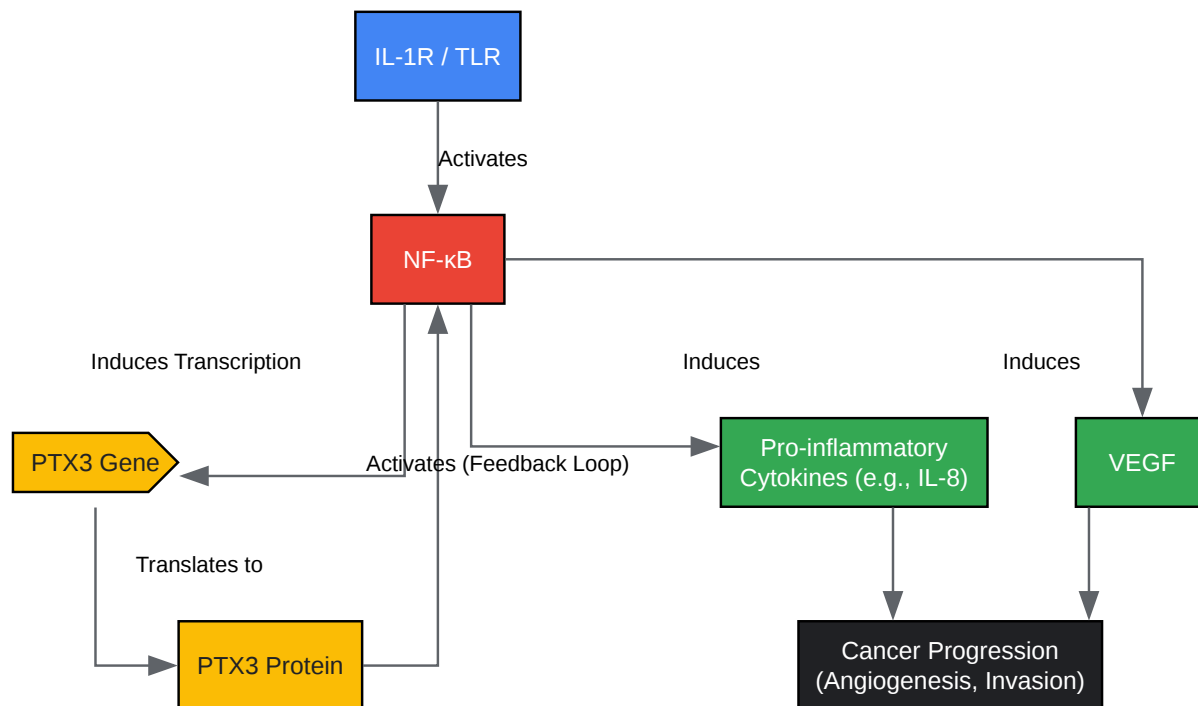 IL-1R / TLR
Activates
NF-κB
Induces Transcription
Induces
Induces
PTX3 Gene
Activates (Feedback Loop)
Pro-inflammatory
Cytokines (e.g., IL-8)
VEGF
Translates to
PTX3 Protein
Cancer Progression
(Angiogenesis, Invasion)